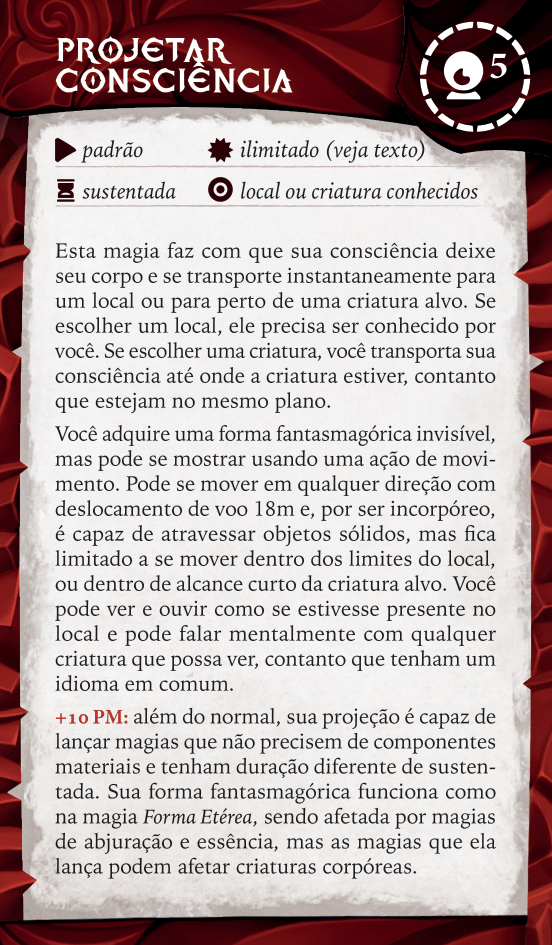 PROJETAR
CONSCIÊNCIA
5
padrão
ilimitado (veja texto)
sustentada
local ou criatura conhecidos
Esta magia faz com que sua consciência deixe
seu corpo e se transporte instantaneamente para
um local ou para perto de uma criatura alvo. Se
escolher um local, ele precisa ser conhecido por
você. Se escolher uma criatura, você transporta sua
consciência até onde a criatura estiver, contanto
que estejam no mesmo plano.
Você adquire uma forma fantasmagórica invisível,
mas pode se mostrar usando uma ação de movi-
mento. Pode se mover em qualquer direção com
deslocamento de voo 18m e, por ser incorpóreo,
é capaz de atravessar objetos sólidos, mas fica
limitado a se mover dentro dos limites do local,
ou dentro de alcance curto da criatura alvo. Você
pode ver e ouvir como se estivesse presente no
local e pode falar mentalmente com qualquer
criatura que possa ver, contanto que tenham um
idioma em comum.
+10 PM: além do normal, sua projeção é capaz de
lançar magias que não precisem de componentes
materiais e tenham duração diferente de susten-
tada. Sua forma fantasmagórica funciona como
na magia Forma Etérea, sendo afetada por magias
de abjuração e essência, mas as magias que ela
lança podem afetar criaturas corpóreas.